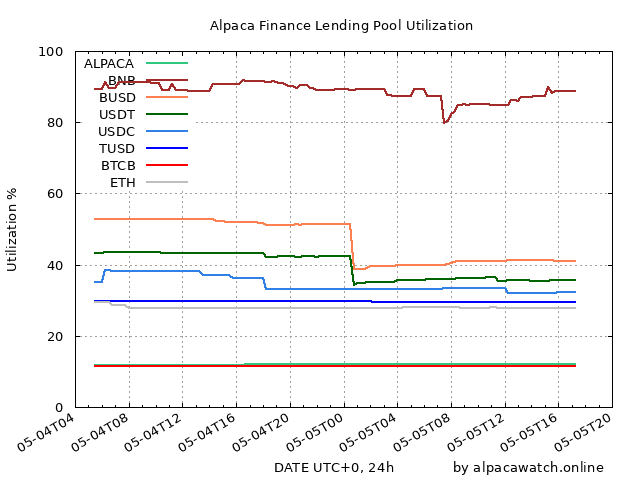 Alpaca Finance Lending Pool Utilization
Utilization %
100
80
60
40
20
0
ALPACA
BNB
BUSD
USDT
USDC
TUSD
BTCB
ETH
05-04T04
05-04T08
05-04T12
05-04T16
05-04T20
05-05T00
05-05T04
05-05T08
05-05T12
05-05T16
05-05T20
DATE UTC+0, 24h
by alpacawatch.online